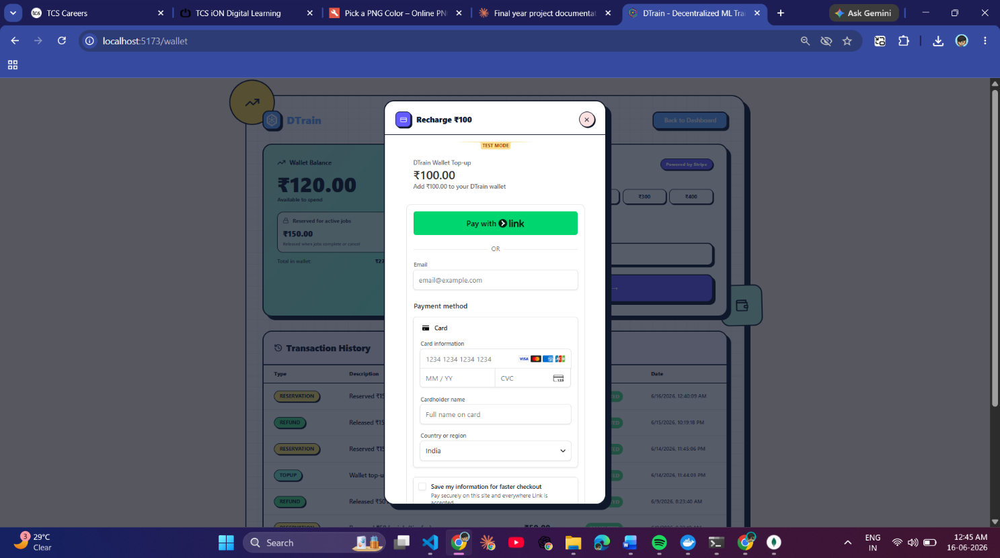 TCS Careers
TCS iON Digital Learning
Pick a PNG Color – Online PN
Final year project documentat
DTrain - Decentralized ML Tra
Ask Gemini
localhost:5173/wallet
DTrain
Back to Dashboard
Recharge ₹100
TEST MODE
DTrain Wallet Top-up
₹100.00
Add ₹100.00 to your DTrain wallet
Pay with link
OR
Email
email@example.com
Payment method
Card
Card information
1234 1234 1234 1234
VISA
MM / YY
CVC
Cardholder name
Full name on card
Country or region
India
Save my information for faster checkout
Pay securely on this site and everywhere Link is
accepted
Wallet Balance
₹120.00
Available to spend
Reserved for active jobs
₹150.00
Released when jobs complete or cancel
Total in wallet:
₹27
Powered by Stripe
₹300
₹400
Transaction History
Type
Description
Date
RESERVATION
Reserved ₹15
6/16/2026, 12:40:09 AM
REFUND
Released ₹15
6/15/2026, 10:19:18 PM
RESERVATION
Reserved ₹15
6/14/2026, 11:45:06 PM
TOPUP
Wallet top-u
6/14/2026, 11:44:03 PM
REFUND
Released ₹50
6/9/2026, 8:23:40 AM
3
29°C
Clear
Search
ENG
IN
12:45 AM
16-06-2026